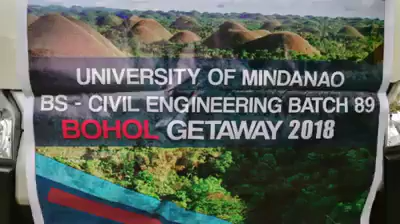 UNIVERSITY OF MINDANAO
BS - CIVIL ENGINEERING BATCH 89
BOHOL GETAWAY 2018